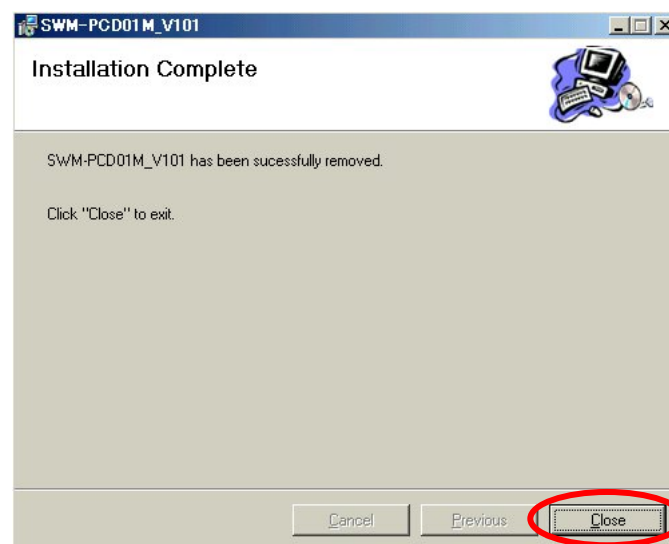 SWM-PCD01M_V101
Installation Complete
SWM-PCD01M_V101 has been sucessfully removed.
Click "Close" to exit.
Cancel
Previous
Close